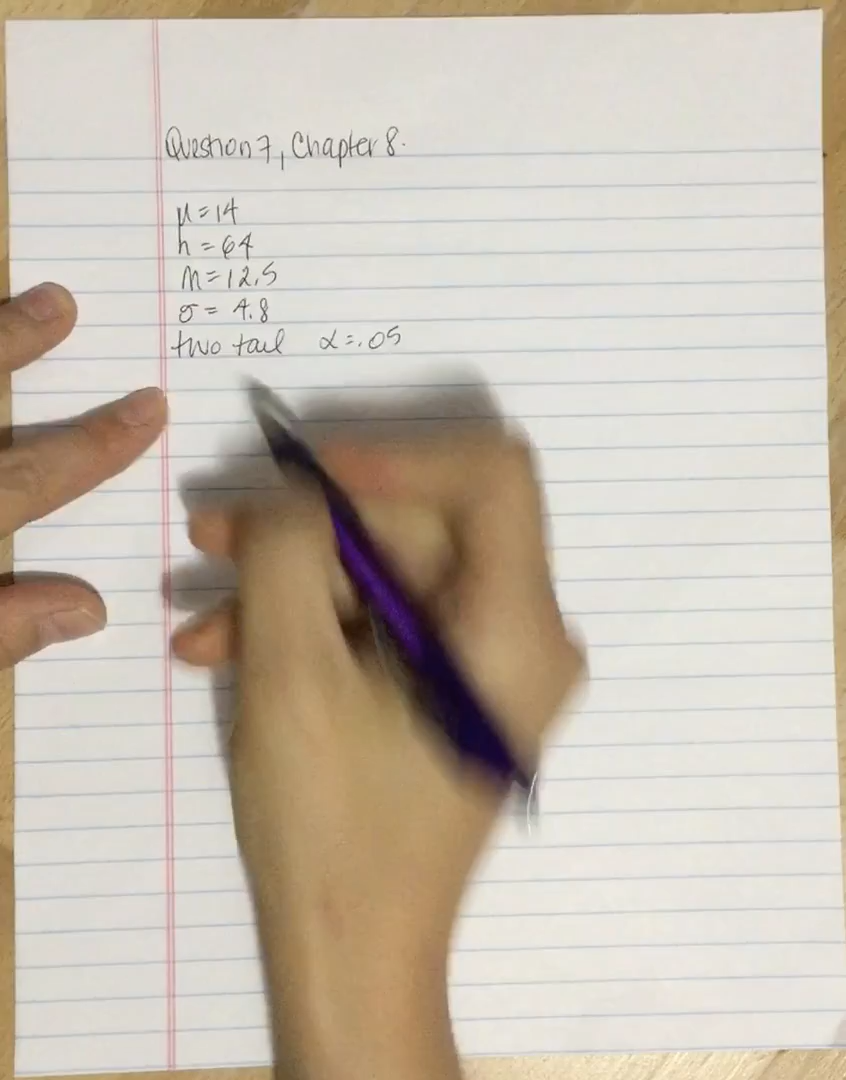 Question 7, Chapter 8.
μ = 14
n = 64
M = 12.5
σ = 4.8
two tail α = .05